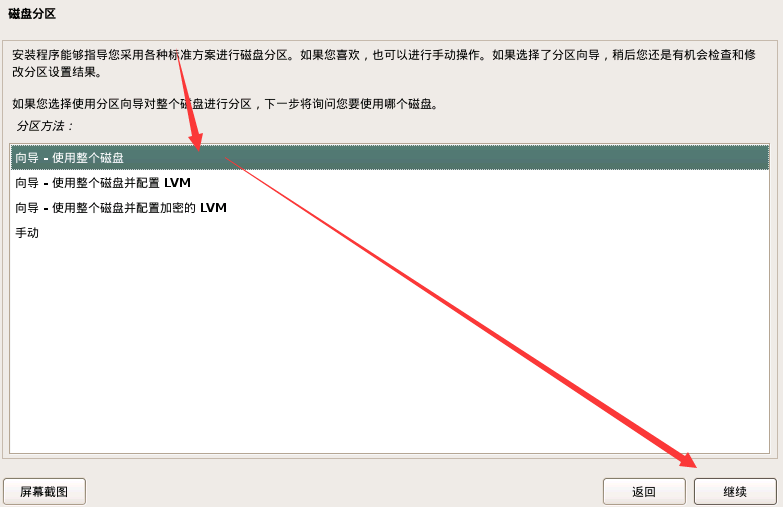 磁盘分区
安装程序能够指导您采用各种标准方案进行磁盘分区。如果您喜欢，也可以进行手动操作。如果选择了分区向导，稍后您还是有机会检查和修
改分区设置结果。
如果您选择使用分区向导对整个磁盘进行分区，下一步将询问您要使用哪个磁盘。
分区方法：
向导 - 使用整个磁盘
向导 - 使用整个磁盘并配置 LVM
向导 - 使用整个磁盘并配置加密的 LVM
手动
屏幕截图
返回
继续